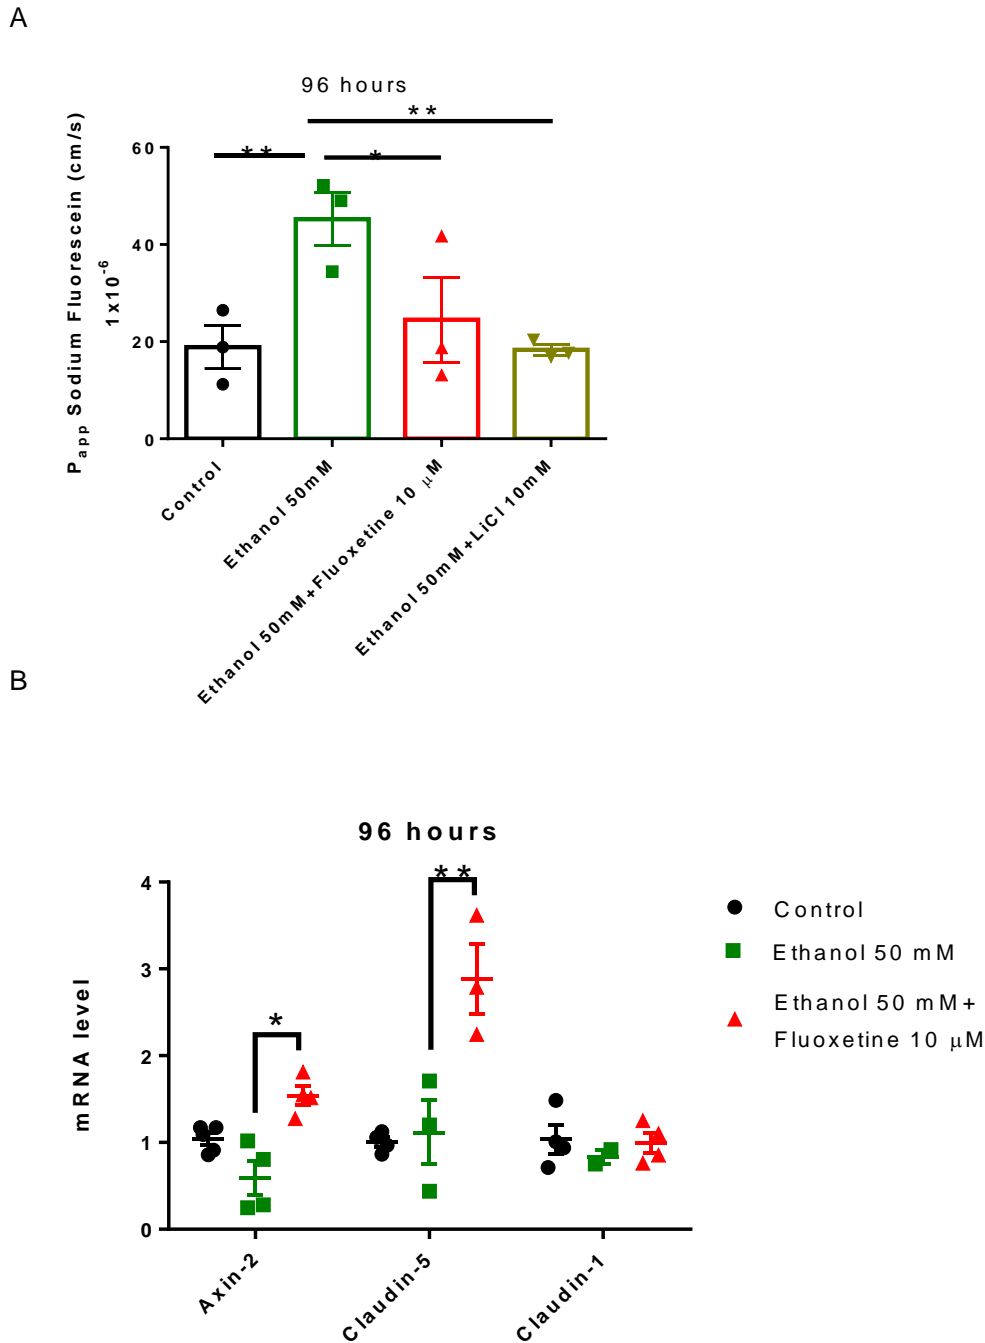 A
96 hours
**
**
*
P_app Sodium Fluorescein (cm/s)
1x10^-6
60
40
20
0
Control
Ethanol 50mM
Ethanol 50mM+Fluoxetine 10 μM
Ethanol 50mM+LiCl 10mM
B
96 hours
**
*
mRNA level
4
3
2
1
0
Axin-2
Claudin-5
Claudin-1
Control
Ethanol 50 mM
Ethanol 50 mM+
Fluoxetine 10 μM